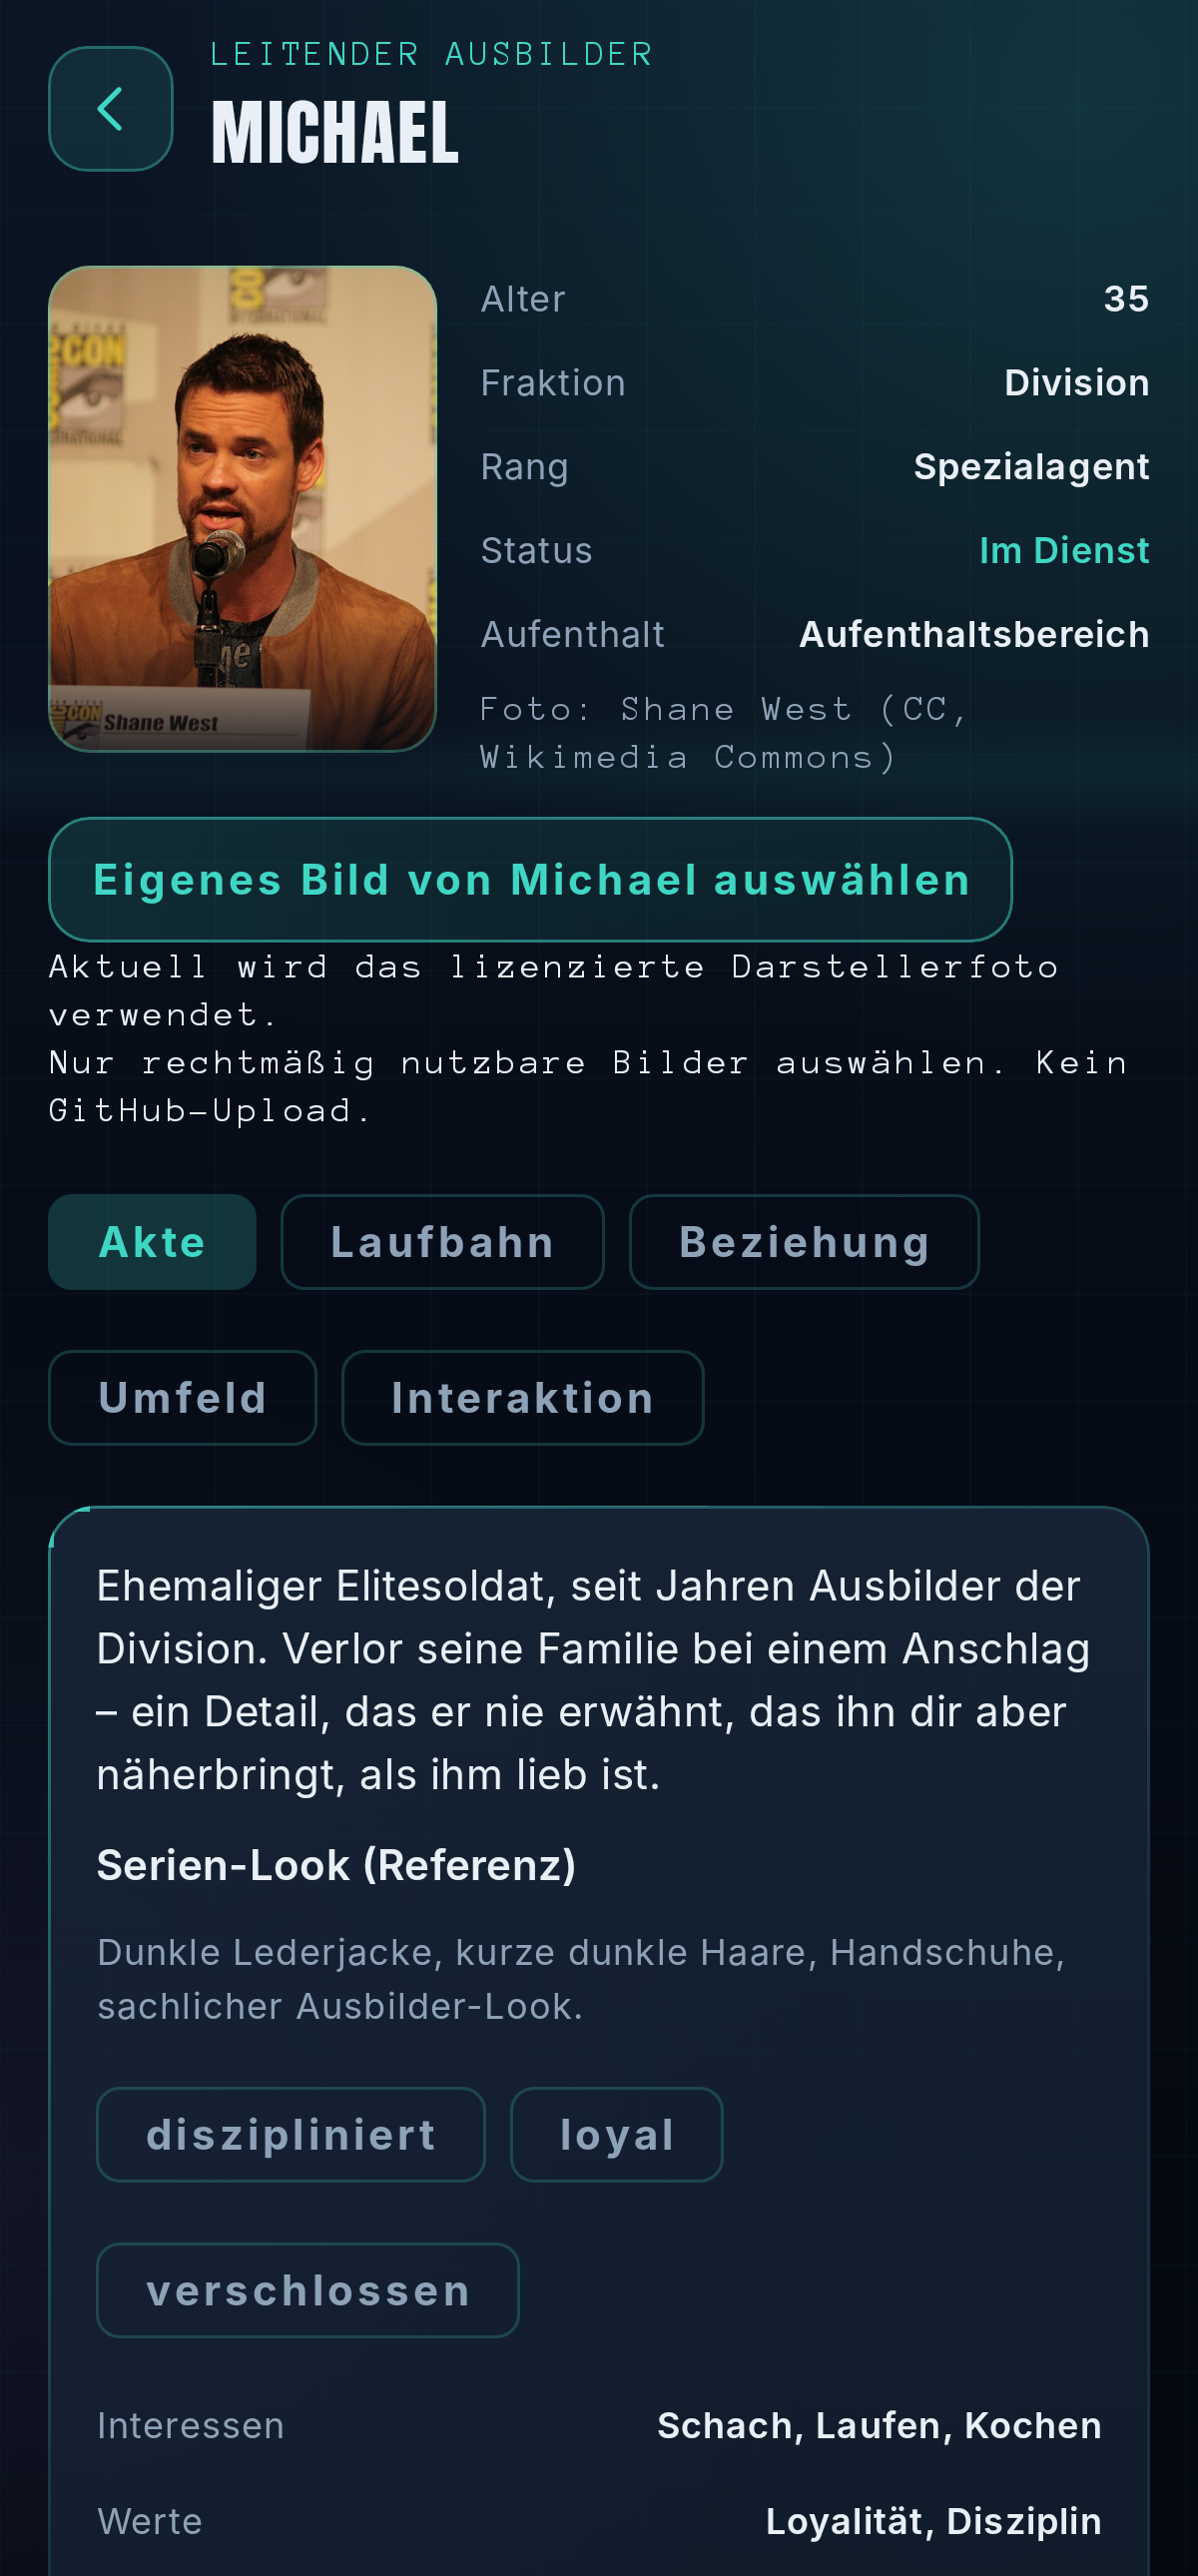 LEITENDER AUSBILDER
MICHAEL
CON
INTERNATIONAL
CON
Shane West
Alter 35
Fraktion Division
Rang Spezialagent
Status Im Dienst
Aufenthalt Aufenthaltsbereich
Foto: Shane West (CC,
Wikimedia Commons)
Eigenes Bild von Michael auswählen
Aktuell wird das lizenzierte Darstellerfoto
verwendet.
Nur rechtmäßig nutzbare Bilder auswählen. Kein
GitHub-Upload.
Akte Laufbahn Beziehung
Umfeld Interaktion
Ehemaliger Elitesoldat, seit Jahren Ausbilder der
Division. Verlor seine Familie bei einem Anschlag
– ein Detail, das er nie erwähnt, das ihn dir aber
näherbringt, als ihm lieb ist.
Serien-Look (Referenz)
Dunkle Lederjacke, kurze dunkle Haare, Handschuhe,
sachlicher Ausbilder-Look.
diszipliniert loyal
verschlossen
Interessen Schach, Laufen, Kochen
Werte Loyalität, Disziplin